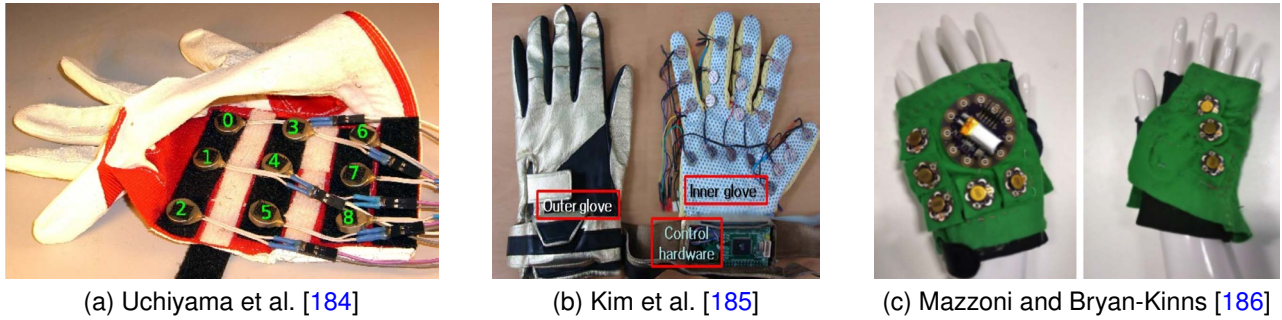 0
3
6
1
4
7
2
5
8
Outer glove
Inner glove
Control
hardware
(a) Uchiyama et al. [184]
(b) Kim et al. [185]
(c) Mazzoni and Bryan-Kinns [186]